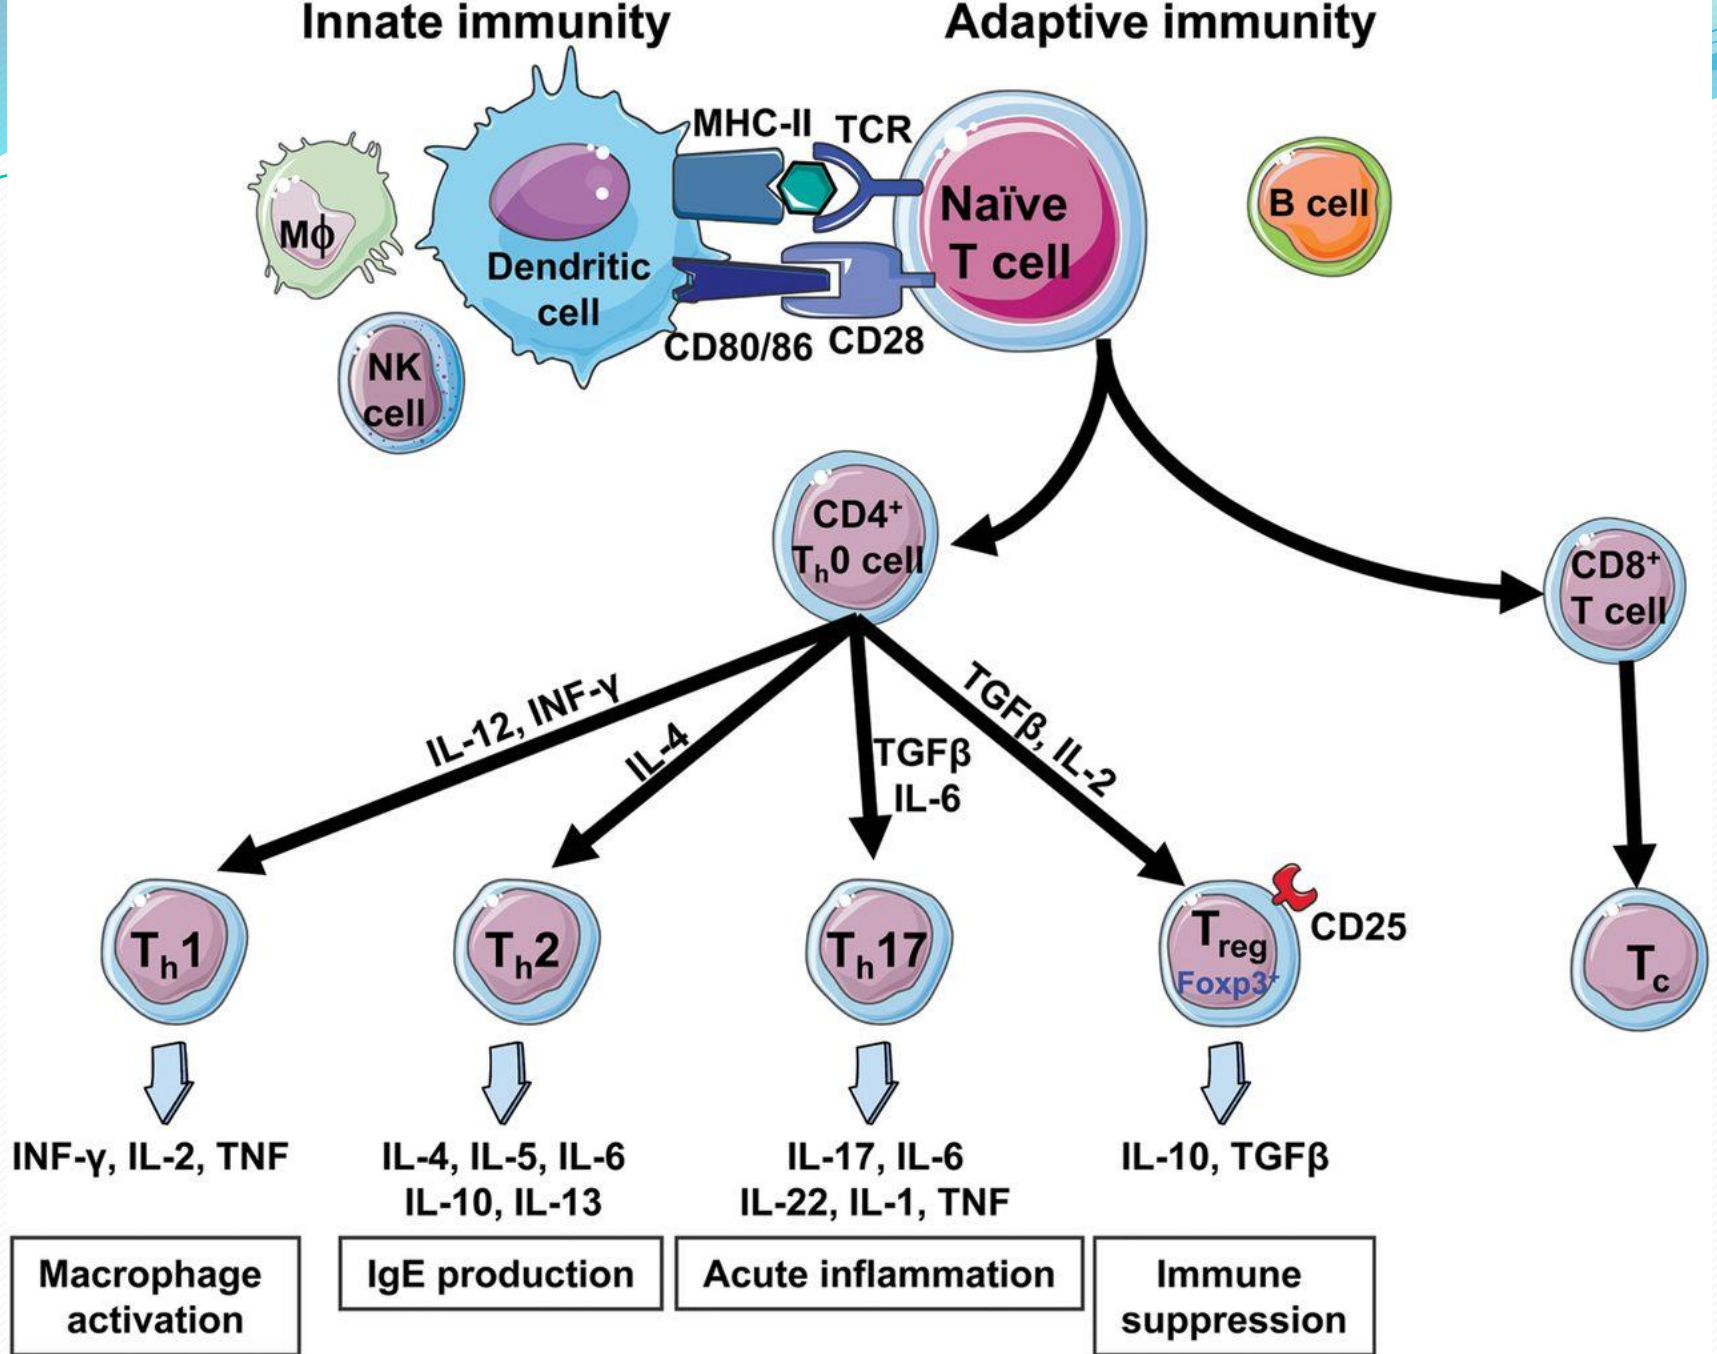 Innate immunity
Adaptive immunity
MHC-II
TCR
Mϕ
Dendritic
cell
Naïve
T cell
B cell
CD80/86
CD28
NK
cell
CD4⁺
Tₕ0 cell
CD8⁺
T cell
IL-12, INF-γ
IL-4
TGFβ
IL-6
TGFβ, IL-2
Tₕ1
Tₕ2
Tₕ17
Treg
Foxp3⁺
CD25
Tc
INF-γ, IL-2, TNF
IL-4, IL-5, IL-6
IL-10, IL-13
IL-17, IL-6
IL-22, IL-1, TNF
IL-10, TGFβ
Macrophage
activation
IgE production
Acute inflammation
Immune
suppression